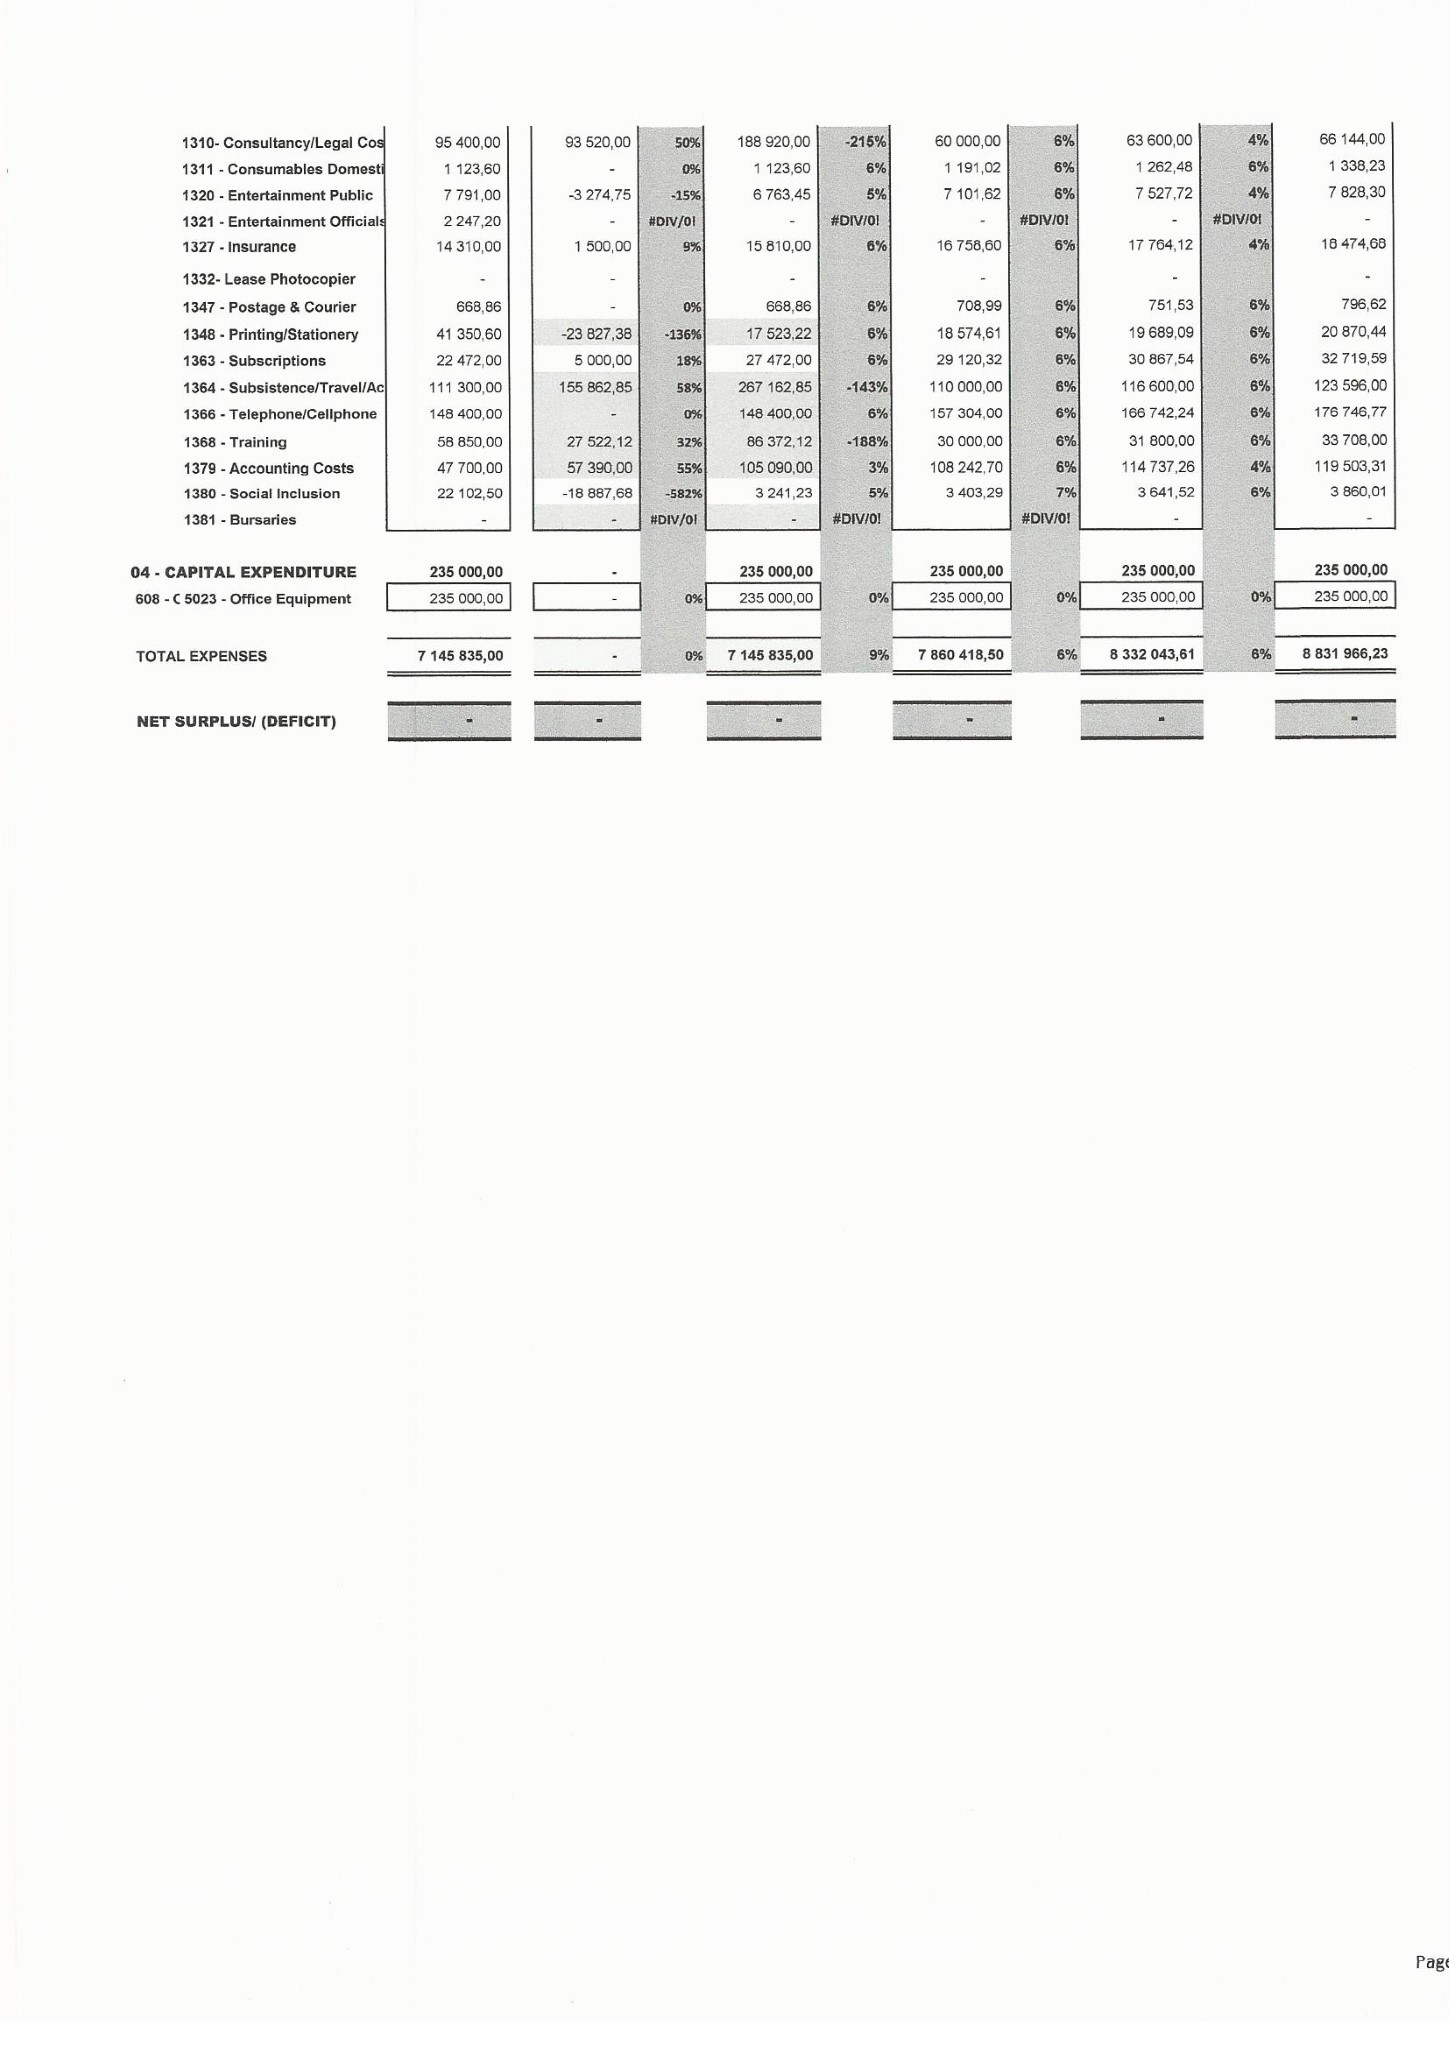 1310- Consultancy/Legal Cos 95 400,00 93 520,00 50% 188 920,00 -215% 60 000,00 6% 63 600,00 4% 66 144,00
1311 - Consumables Domesti 1 123,60 - 0% 1 123,60 6% 1 191,02 6% 1 262,48 6% 1 338,23
1320 - Entertainment Public 7 791,00 -3 274,75 -15% 6 763,45 5% 7 101,62 6% 7 527,72 4% 7 828,30
1321 - Entertainment Officials 2 247,20 - #DIV/0! - #DIV/0! - #DIV/0! - #DIV/0! -
1327 - Insurance 14 310,00 1 500,00 9% 15 810,00 6% 16 758,60 6% 17 764,12 4% 18 474,68
1332- Lease Photocopier - - - - - -
1347 - Postage & Courier 668,86 - 0% 668,86 6% 708,99 6% 751,53 6% 796,62
1348 - Printing/Stationery 41 350,60 -23 827,38 -136% 17 523,22 6% 18 574,61 6% 19 689,09 6% 20 870,44
1363 - Subscriptions 22 472,00 5 000,00 18% 27 472,00 6% 29 120,32 6% 30 867,54 6% 32 719,59
1364 - Subsistence/Travel/Ac 111 300,00 155 862,85 58% 267 162,85 -143% 110 000,00 6% 116 600,00 6% 123 596,00
1366 - Telephone/Cellphone 148 400,00 - 0% 148 400,00 6% 157 304,00 6% 166 742,24 6% 176 746,77
1368 - Training 58 850,00 27 522,12 32% 86 372,12 -188% 30 000,00 6% 31 800,00 6% 33 708,00
1379 - Accounting Costs 47 700,00 57 390,00 55% 105 090,00 3% 108 242,70 6% 114 737,26 4% 119 503,31
1380 - Social Inclusion 22 102,50 -18 887,68 -582% 3 241,23 5% 3 403,29 7% 3 641,52 6% 3 860,01
1381 - Bursaries - - #DIV/0! - #DIV/0! #DIV/0! - -
04 - CAPITAL EXPENDITURE 235 000,00 - 235 000,00 235 000,00 235 000,00 235 000,00
608 - C 5023 - Office Equipment 235 000,00 - 0% 235 000,00 0% 235 000,00 0% 235 000,00 0% 235 000,00
TOTAL EXPENSES 7 145 835,00 - 0% 7 145 835,00 9% 7 860 418,50 6% 8 332 043,61 6% 8 831 966,23
NET SURPLUS/ (DEFICIT) - - - - - -
Page